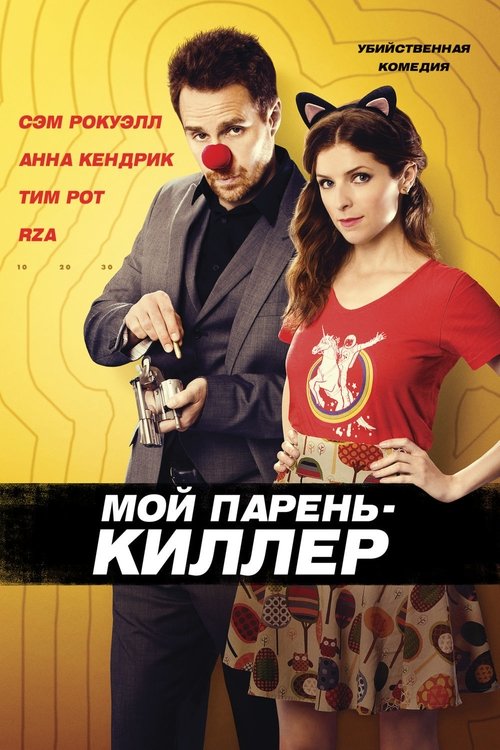 УБИЙСТВЕННАЯ
КОМЕДИЯ
СЭМ РОКУЭЛЛ
АННА КЕНДРИК
ТИМ РОТ
RZA
10 20 30
МОЙ ПАРЕНЬ-
КИЛЛЕР